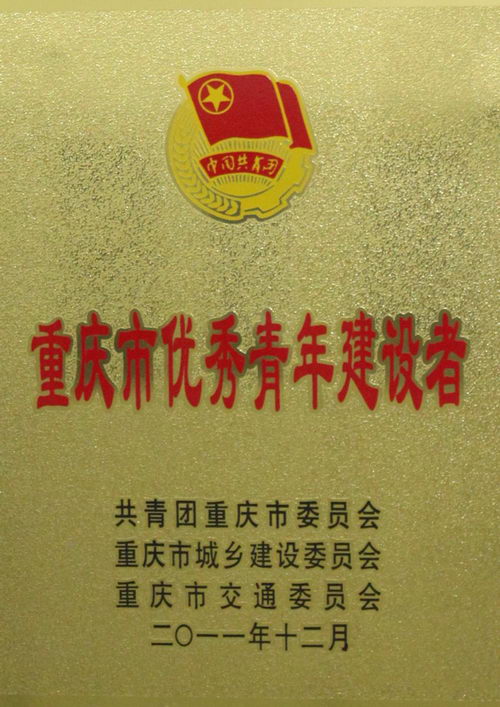 中国共青团
重庆市优秀青年建设者
共青团重庆市委员会
重庆市城乡建设委员会
重庆市交通委员会
二〇一一年十二月